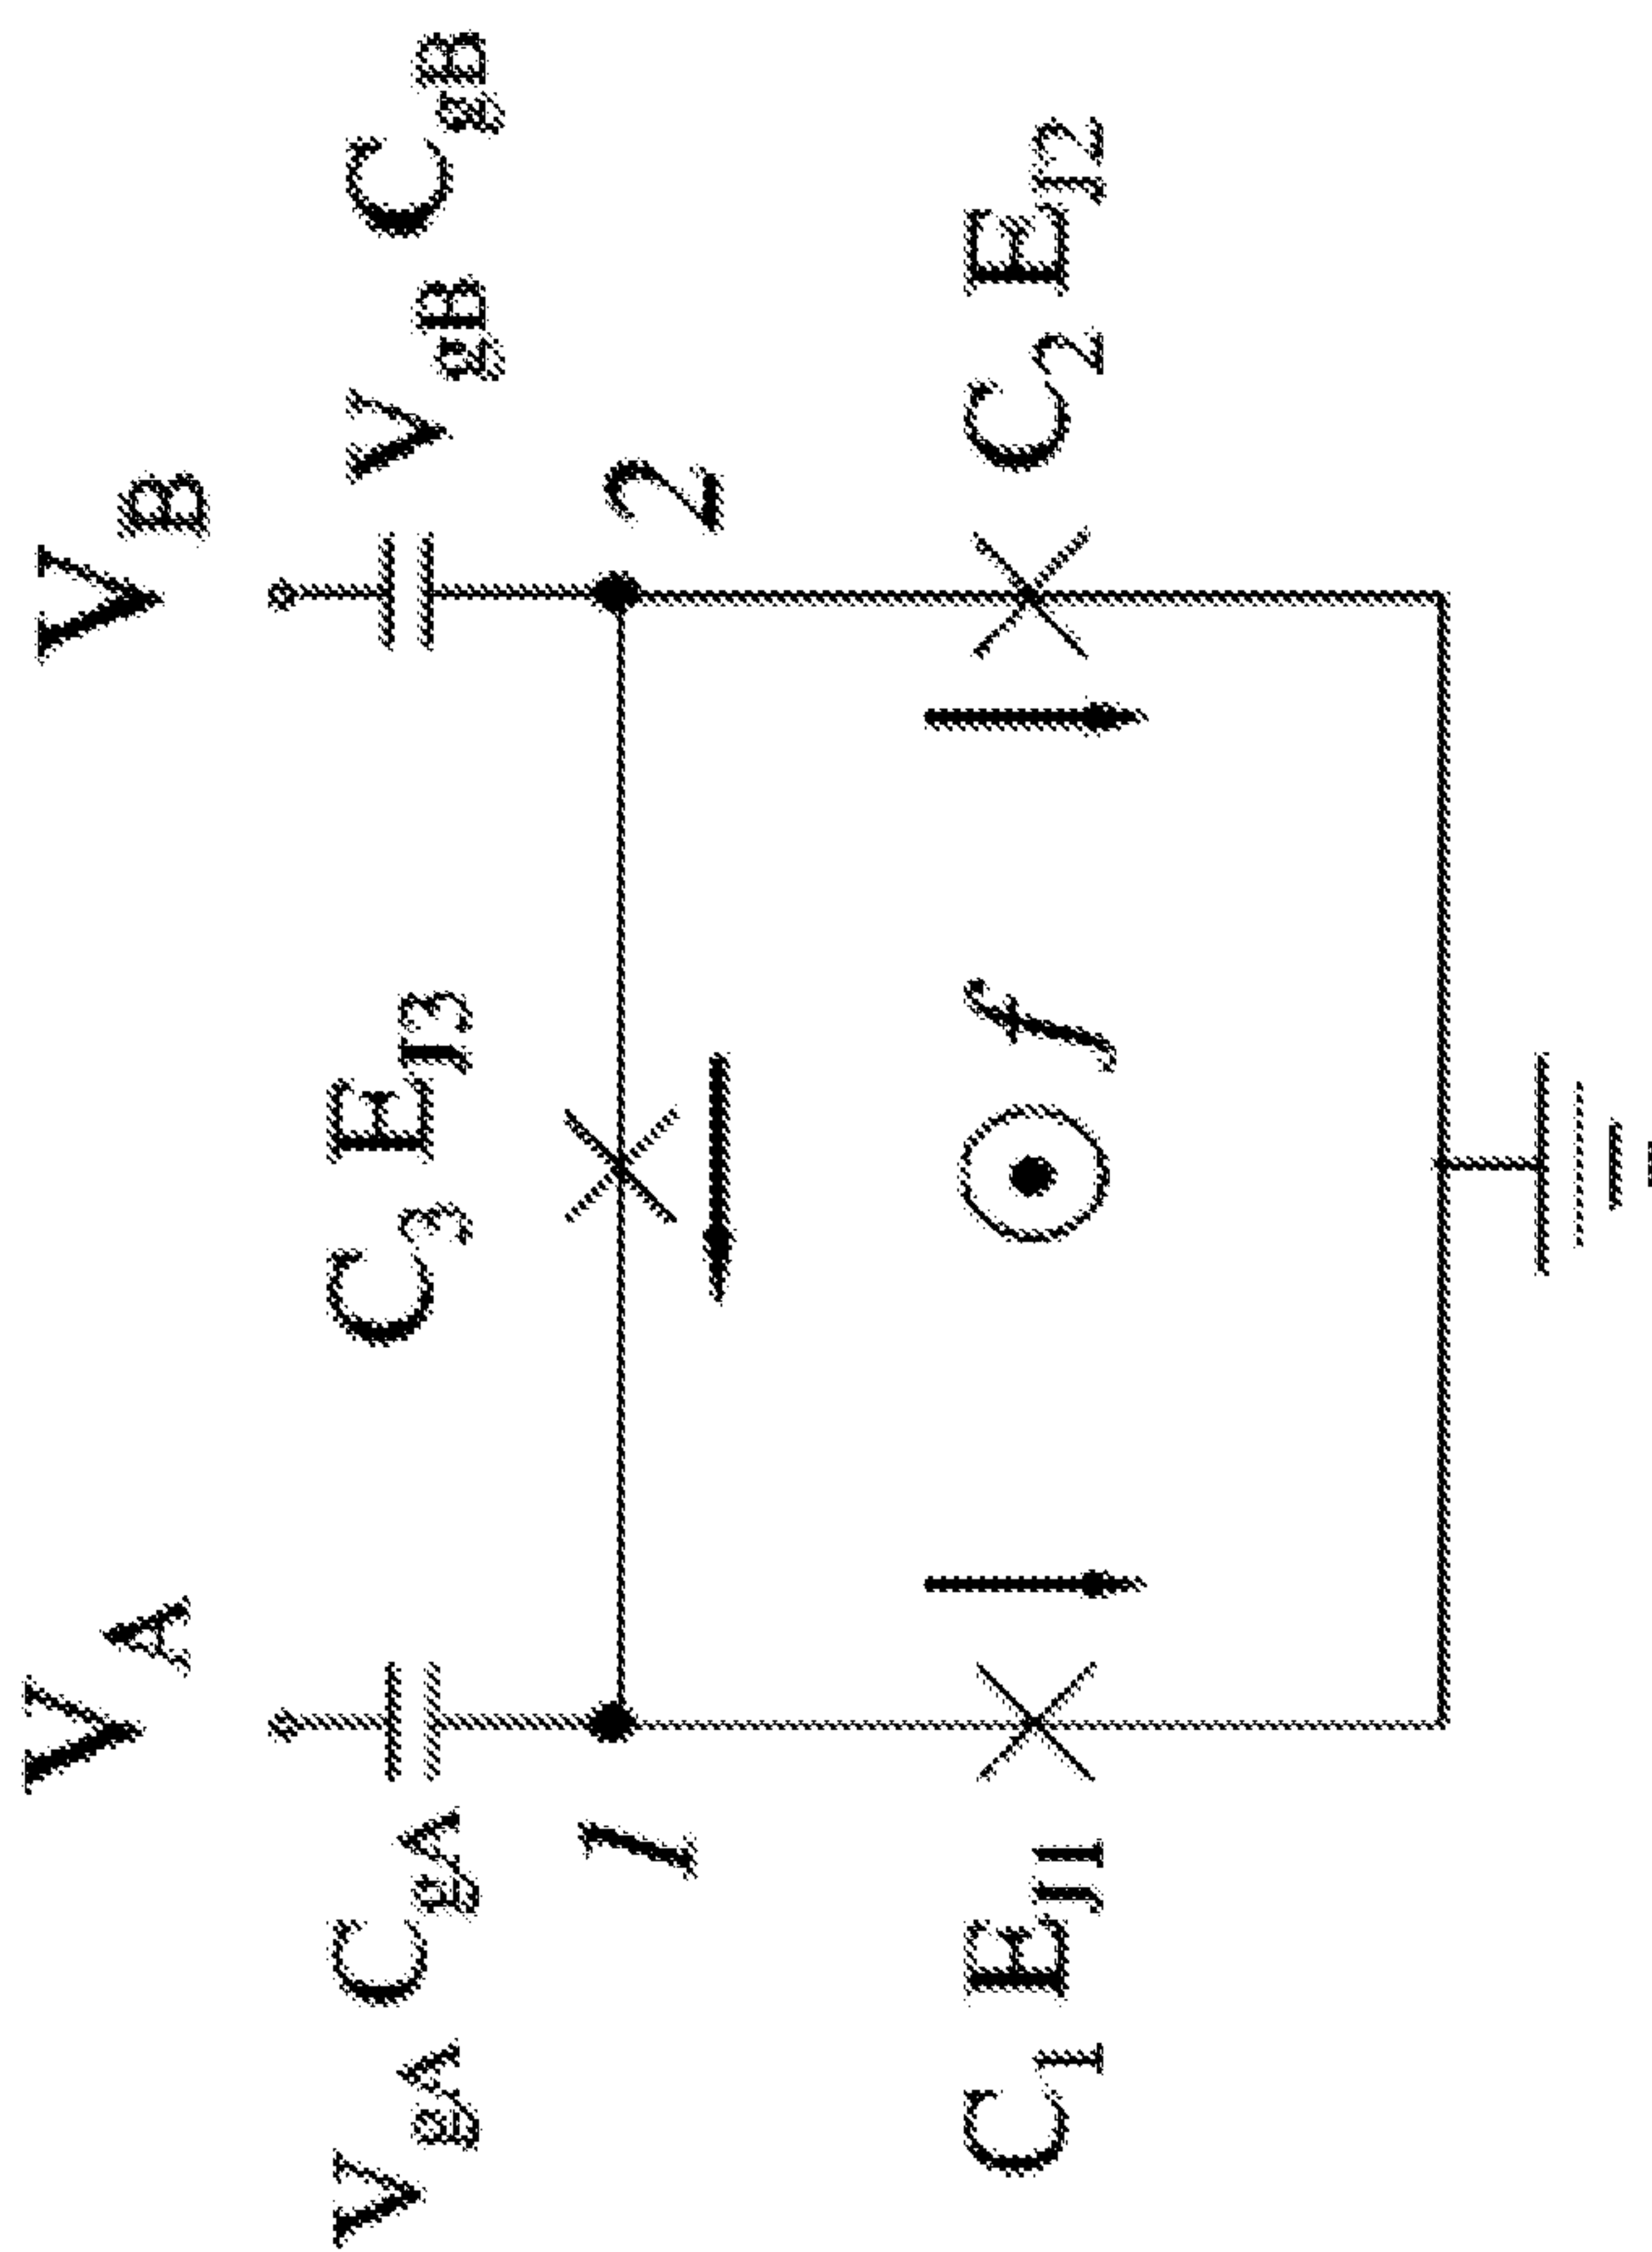 V_A
V_B
V_gA C_gA
C_3 E_J3
V_gB C_gB
1
2
C_1 E_J1
f
C_2 E_J2